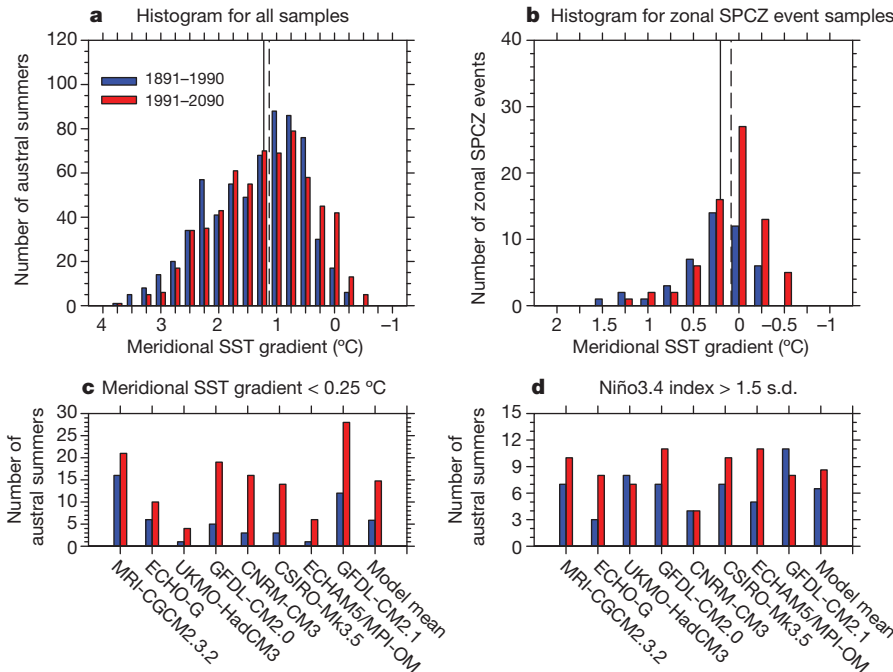 a Histogram for all samples
120
100
80
60
40
20
0
Number of austral summers
1891–1990
1991–2090
4 3 2 1 0 –1
Meridional SST gradient (ºC)
b Histogram for zonal SPCZ event samples
40
30
20
10
0
Number of zonal SPCZ events
2 1.5 1 0.5 0 –0.5 –1
Meridional SST gradient (ºC)
c Meridional SST gradient < 0.25 ºC
30
25
20
15
10
5
0
Number of
austral summers
MRI-CGCM2.3.2
ECHO-G
UKMO-HadCM3
GFDL-CM2.0
CNRM-CM3
CSIRO-Mk3.5
ECHAM5/MPI-OM
GFDL-CM2.1
Model mean
d Niño3.4 index > 1.5 s.d.
15
12
9
6
3
0
Number of
austral summers
MRI-CGCM2.3.2
ECHO-G
UKMO-HadCM3
GFDL-CM2.0
CNRM-CM3
CSIRO-Mk3.5
ECHAM5/MPI-OM
GFDL-CM2.1
Model mean